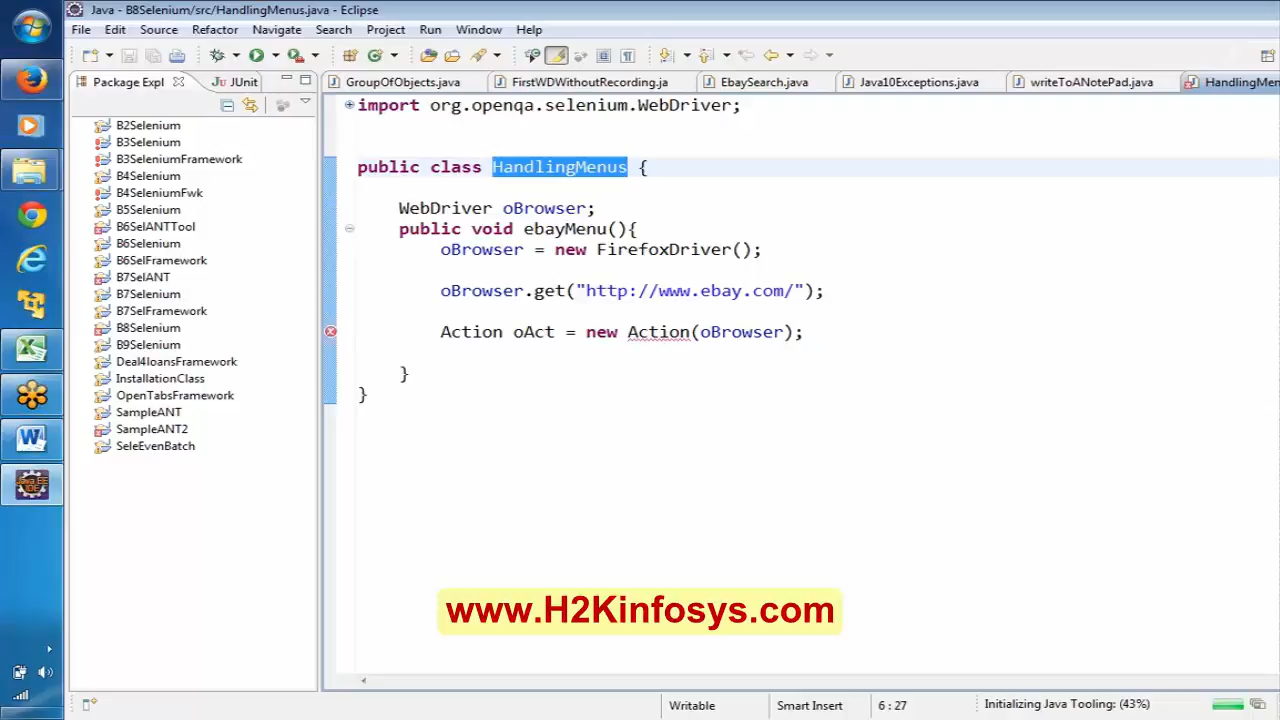 Java - B8Selenium/src/HandlingMenus.java - Eclipse
File Edit Source Refactor Navigate Search Project Run Window Help
Package Expl JU JUnit
GroupOfObjects.java FirstWDWithoutRecording.ja EbaySearch.java Java10Exceptions.java writeToANotePad.java HandlingMen
B2Selenium
B3Selenium
B3SeleniumFramework
B4Selenium
B4SeleniumFwk
B5Selenium
B6SelANTTool
B6Selenium
B6SelFramework
B7SelANT
B7Selenium
B7SelFramework
B8Selenium
B9Selenium
Deal4loansFramework
InstallationClass
OpenTabsFramework
SampleANT
SampleANT2
SeleEvenBatch
import org.openqa.selenium.WebDriver;
public class HandlingMenus {
WebDriver oBrowser;
public void ebayMenu(){
oBrowser = new FirefoxDriver();
oBrowser.get("http://www.ebay.com/");
Action oAct = new Action(oBrowser);
}
}
www.H2Kinfosys.com
Java EE
IDE
Writable Smart Insert 6 : 27 Initializing Java Tooling: (43%)